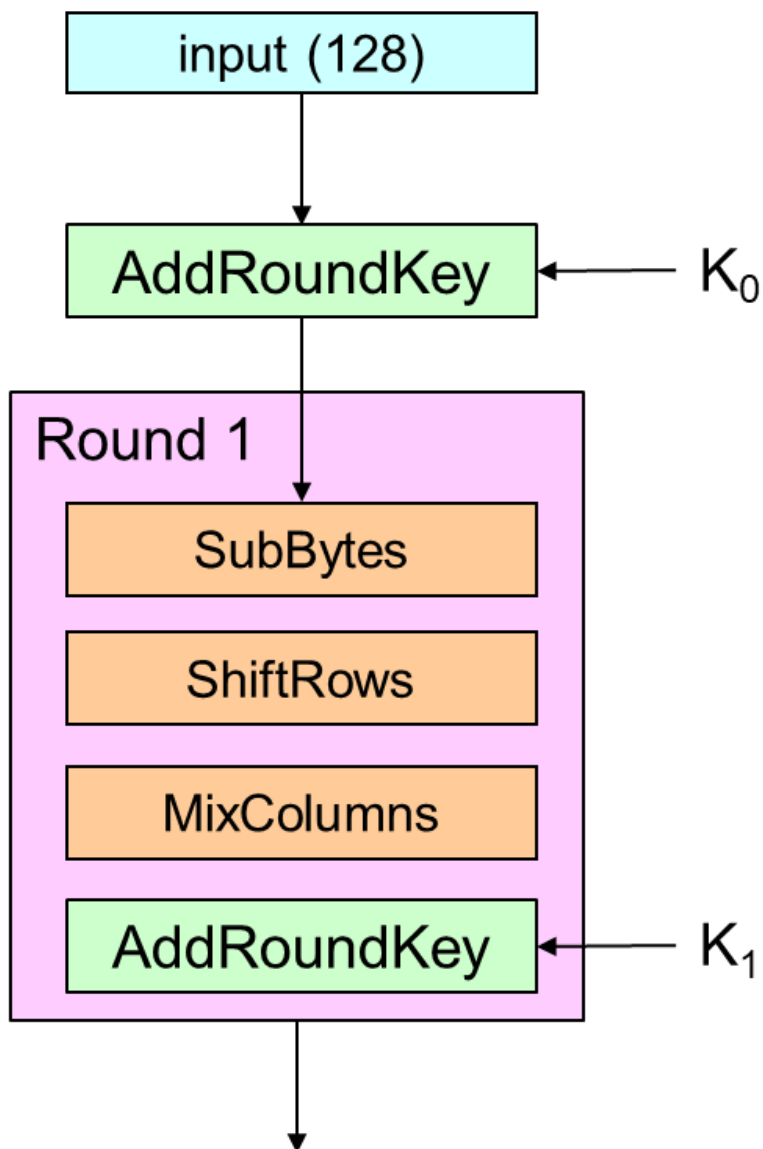 input (128)
AddRoundKey
K₀
Round 1
SubBytes
ShiftRows
MixColumns
AddRoundKey
K₁